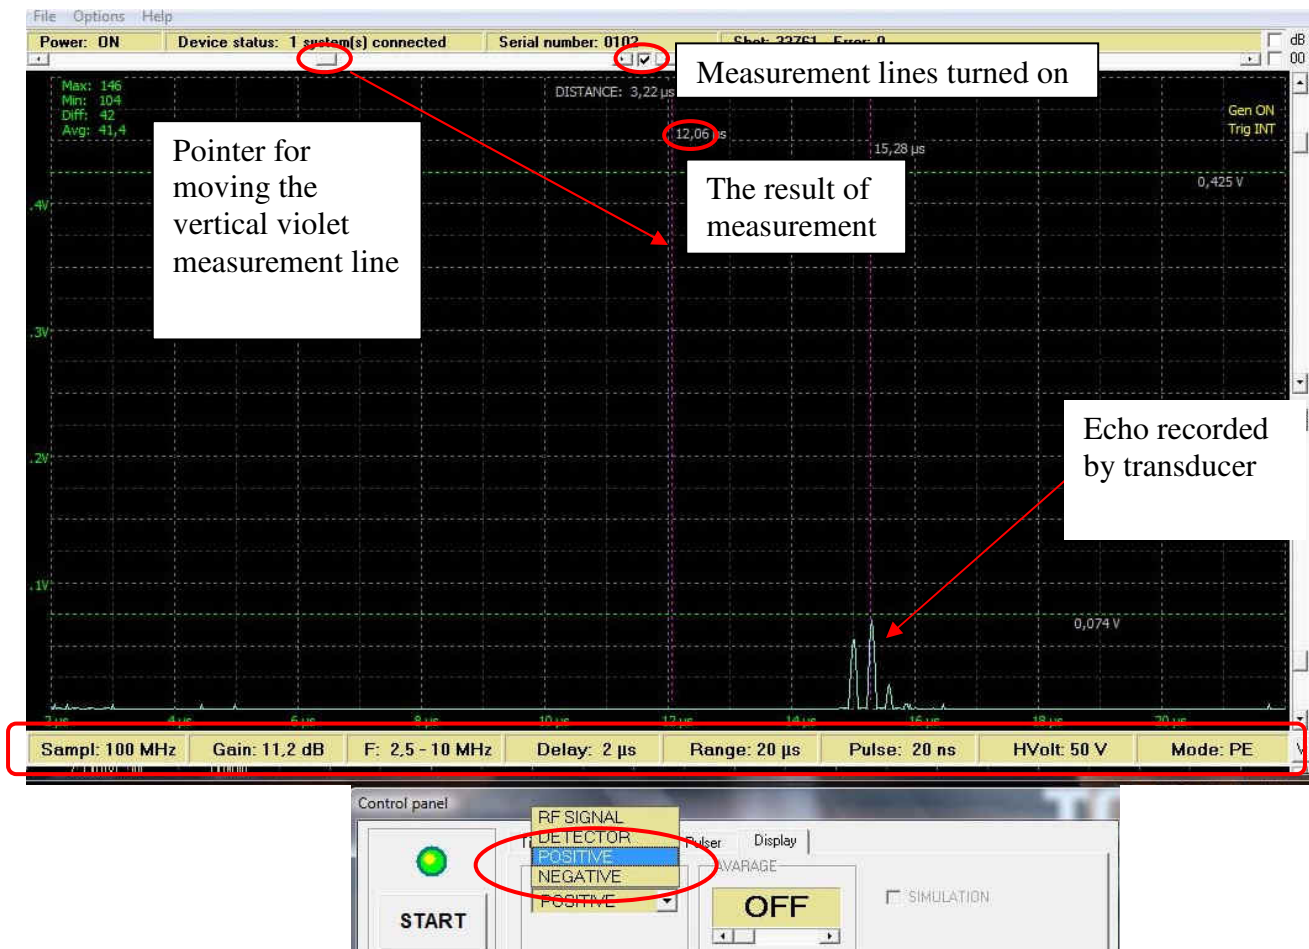 File Options Help
Power: ON Device status: 1 system(s) connected Serial number: 0102 Shot: 33761 Error: 0 dB
00
Measurement lines turned on
Max: 146
Min: 104
Diff: 42
Avg: 41,4
DISTANCE: 3,22 µs
Gen ON
Trig INT
12,06 µs
15,28 µs
Pointer for
moving the
vertical violet
measurement line
The result of
measurement
0,425 V
.4V
.3V
Echo recorded
by transducer
.2V
.1V
0,074 V
2 µs 4 µs 6 µs 8 µs 10 µs 12 µs 14 µs 16 µs 18 µs 20 µs
Sampl: 100 MHz Gain: 11,2 dB F: 2,5 - 10 MHz Delay: 2 µs Range: 20 µs Pulse: 20 ns HVolt: 50 V Mode: PE
Control panel
RF SIGNAL
DETECTOR
POSITIVE
NEGATIVE
POSITIVE
Pulser Display
AVARAGE
OFF
SIMULATION
START